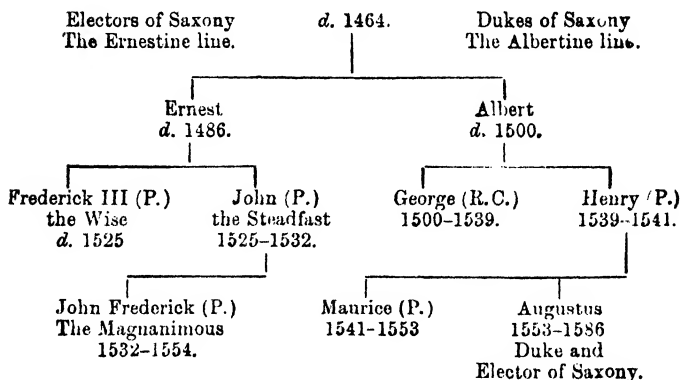 Electors of Saxony d. 1464. Dukes of Saxony
The Ernestine line. The Albertine line.
Ernest Albert
d. 1486. d. 1500.
Frederick III (P.) John (P.) George (R.C.) Henry (P.)
the Wise the Steadfast 1500-1539. 1539-1541.
d. 1525 1525-1532.
John Frederick (P.) Maurice (P.) Augustus
The Magnanimous 1541-1553 1553-1586
1532-1554. Duke and
Elector of Saxony.